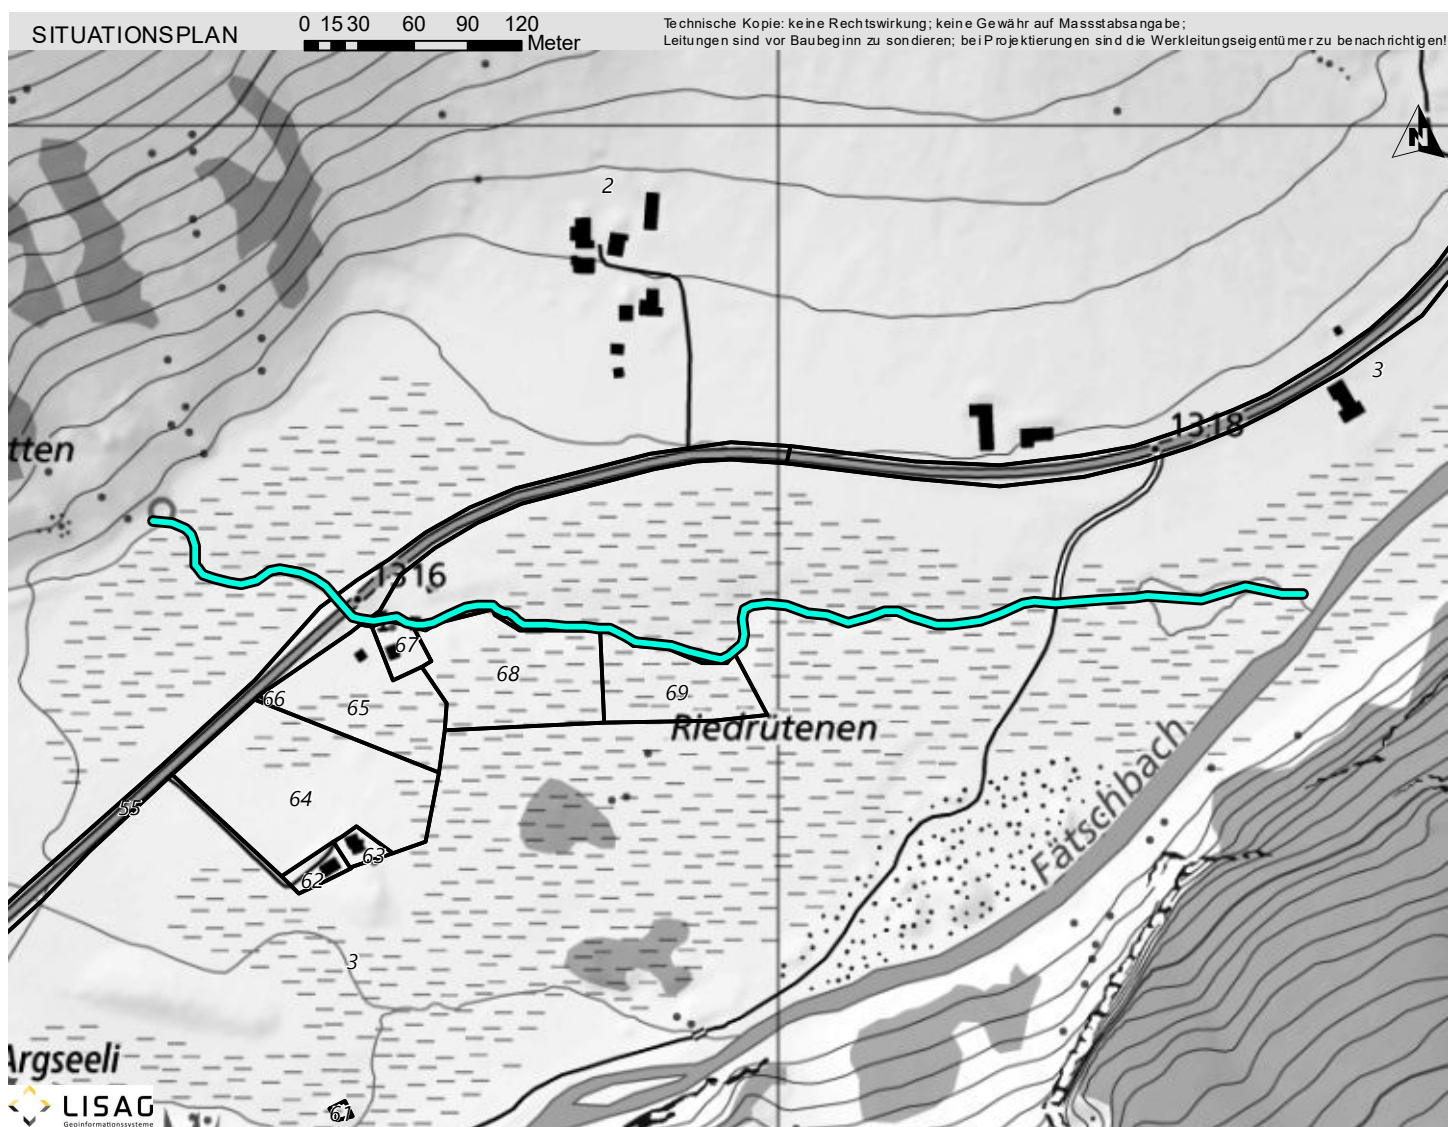 SITUATIONSPLAN
0 15 30 60 90 120
Meter
Technische Kopie: keine Rechtswirkung; keine Gewähr auf Massstabsangabe;
Leitungen sind vor Baubeginn zu sondieren; bei Projektierungen sind die Werkleitungseigentümer zu benachrichtigen!
N
2
3
1318
tten
1316
67
68
69
66
65
Riedrütenen
55
64
63
62
Fätschbach
3
Argseeli
61
LISAG
Geoinformationssysteme